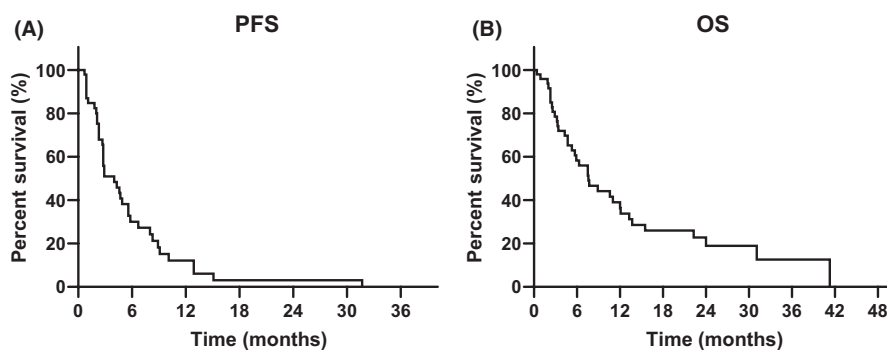 (A) PFS
Percent survival (%)
100
80
60
40
20
0
0 6 12 18 24 30 36
Time (months)
(B) OS
Percent survival (%)
100
80
60
40
20
0
0 6 12 18 24 30 36 42 48
Time (months)